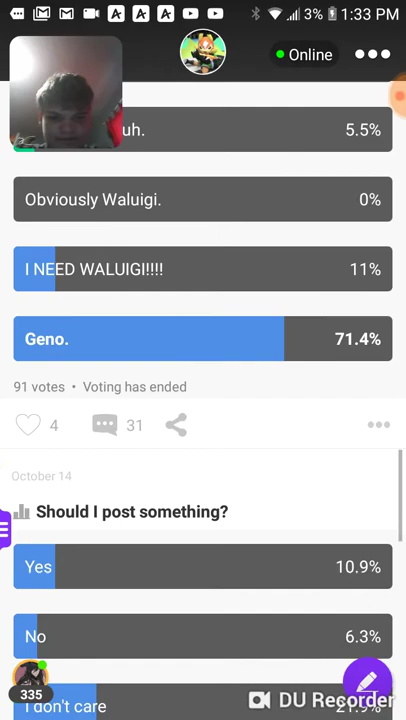 3% 1:33 PM
Online
uh. 5.5%
Obviously Waluigi. 0%
I NEED WALUIGI!!!! 11%
Geno. 71.4%
91 votes • Voting has ended
4 31
October 14
Should I post something?
Yes 10.9%
No 6.3%
335
I don't care 21.9%
DU Recorder